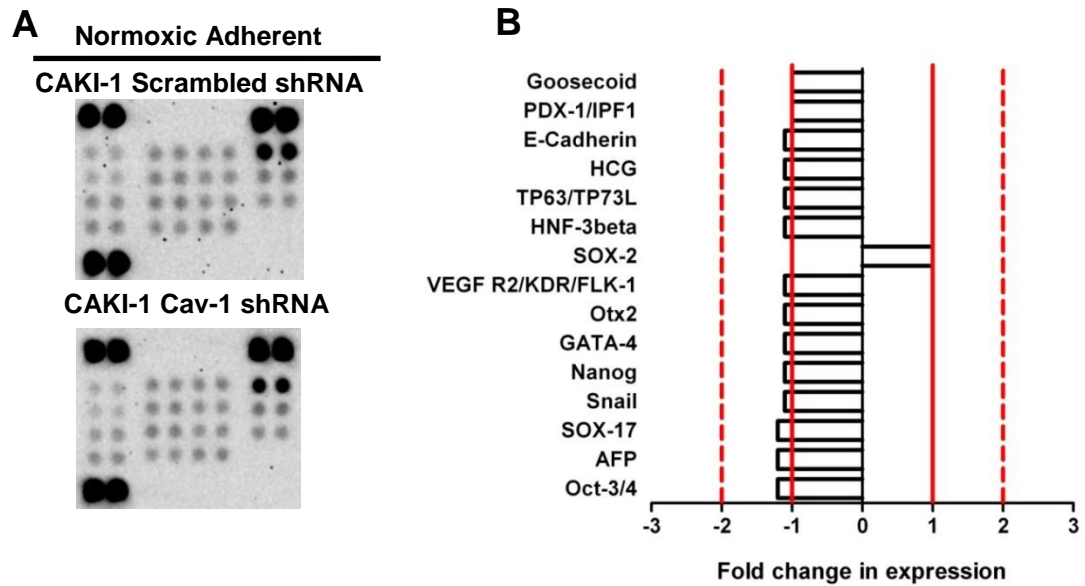 A
Normoxic Adherent
CAKI-1 Scrambled shRNA
CAKI-1 Cav-1 shRNA
B
Goosecoid
PDX-1/IPF1
E-Cadherin
HCG
TP63/TP73L
HNF-3beta
SOX-2
VEGF R2/KDR/FLK-1
Otx2
GATA-4
Nanog
Snail
SOX-17
AFP
Oct-3/4
-3 -2 -1 0 1 2 3
Fold change in expression